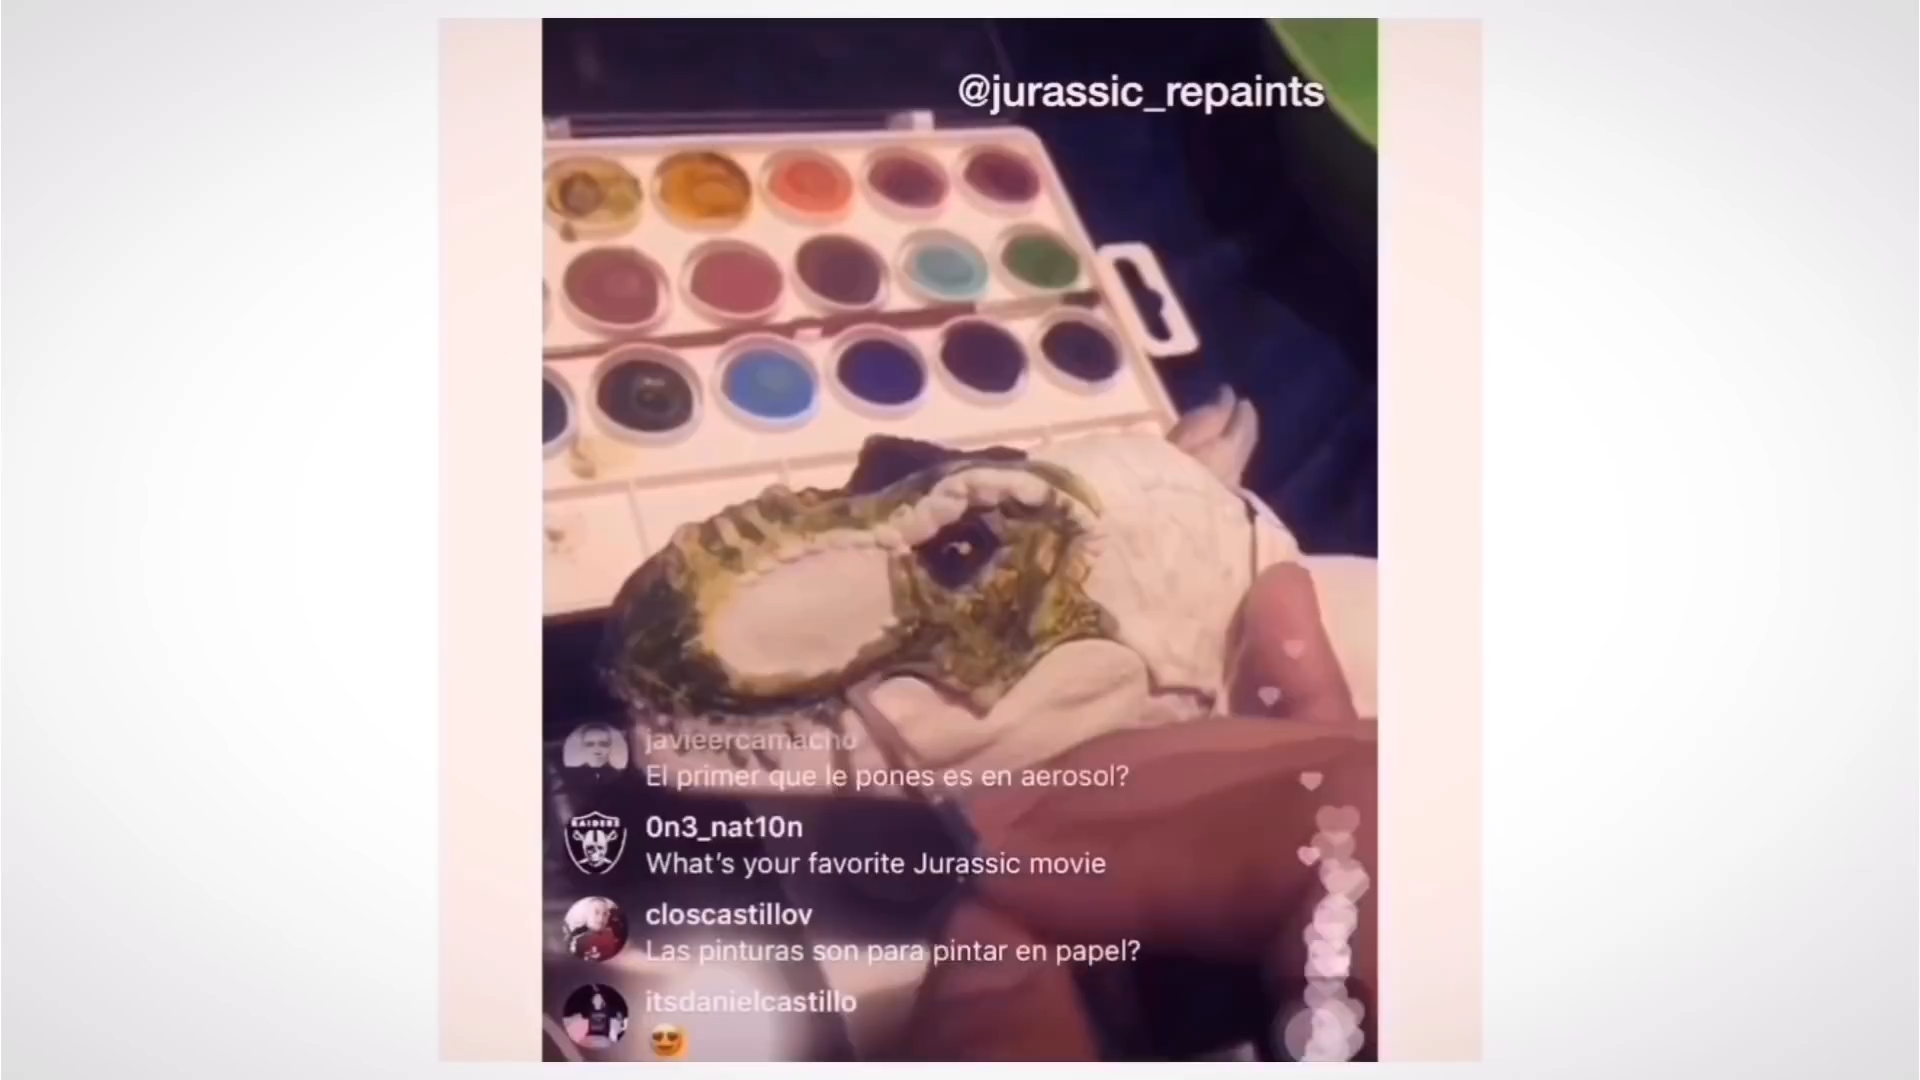 @jurassic_repaints
javieercamacho
El primer que le pones es en aerosol?
RAIDERS
0n3_nat10n
What's your favorite Jurassic movie
closcastillov
Las pinturas son para pintar en papel?
itsdanielcastillo
😍